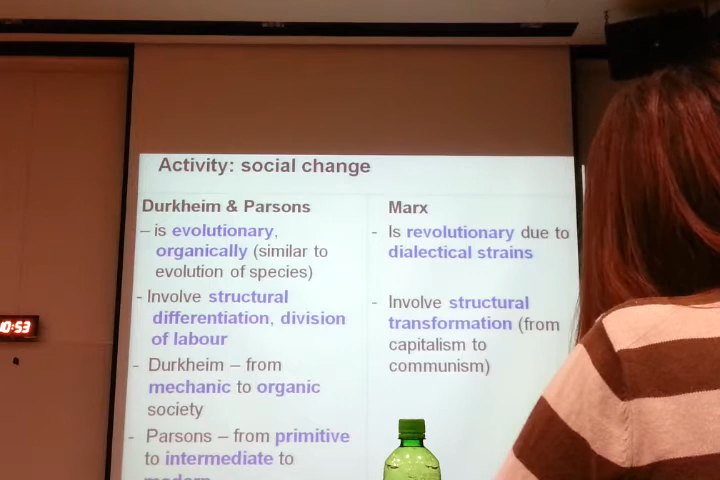 Activity: social change
Durkheim & Parsons
– is evolutionary,
organically (similar to
evolution of species)
- Involve structural
differentiation, division
of labour
- Durkheim – from
mechanic to organic
society
- Parsons – from primitive
to intermediate to
modern
Marx
- Is revolutionary due to
dialectical strains
- Involve structural
transformation (from
capitalism to
communism)
10:53